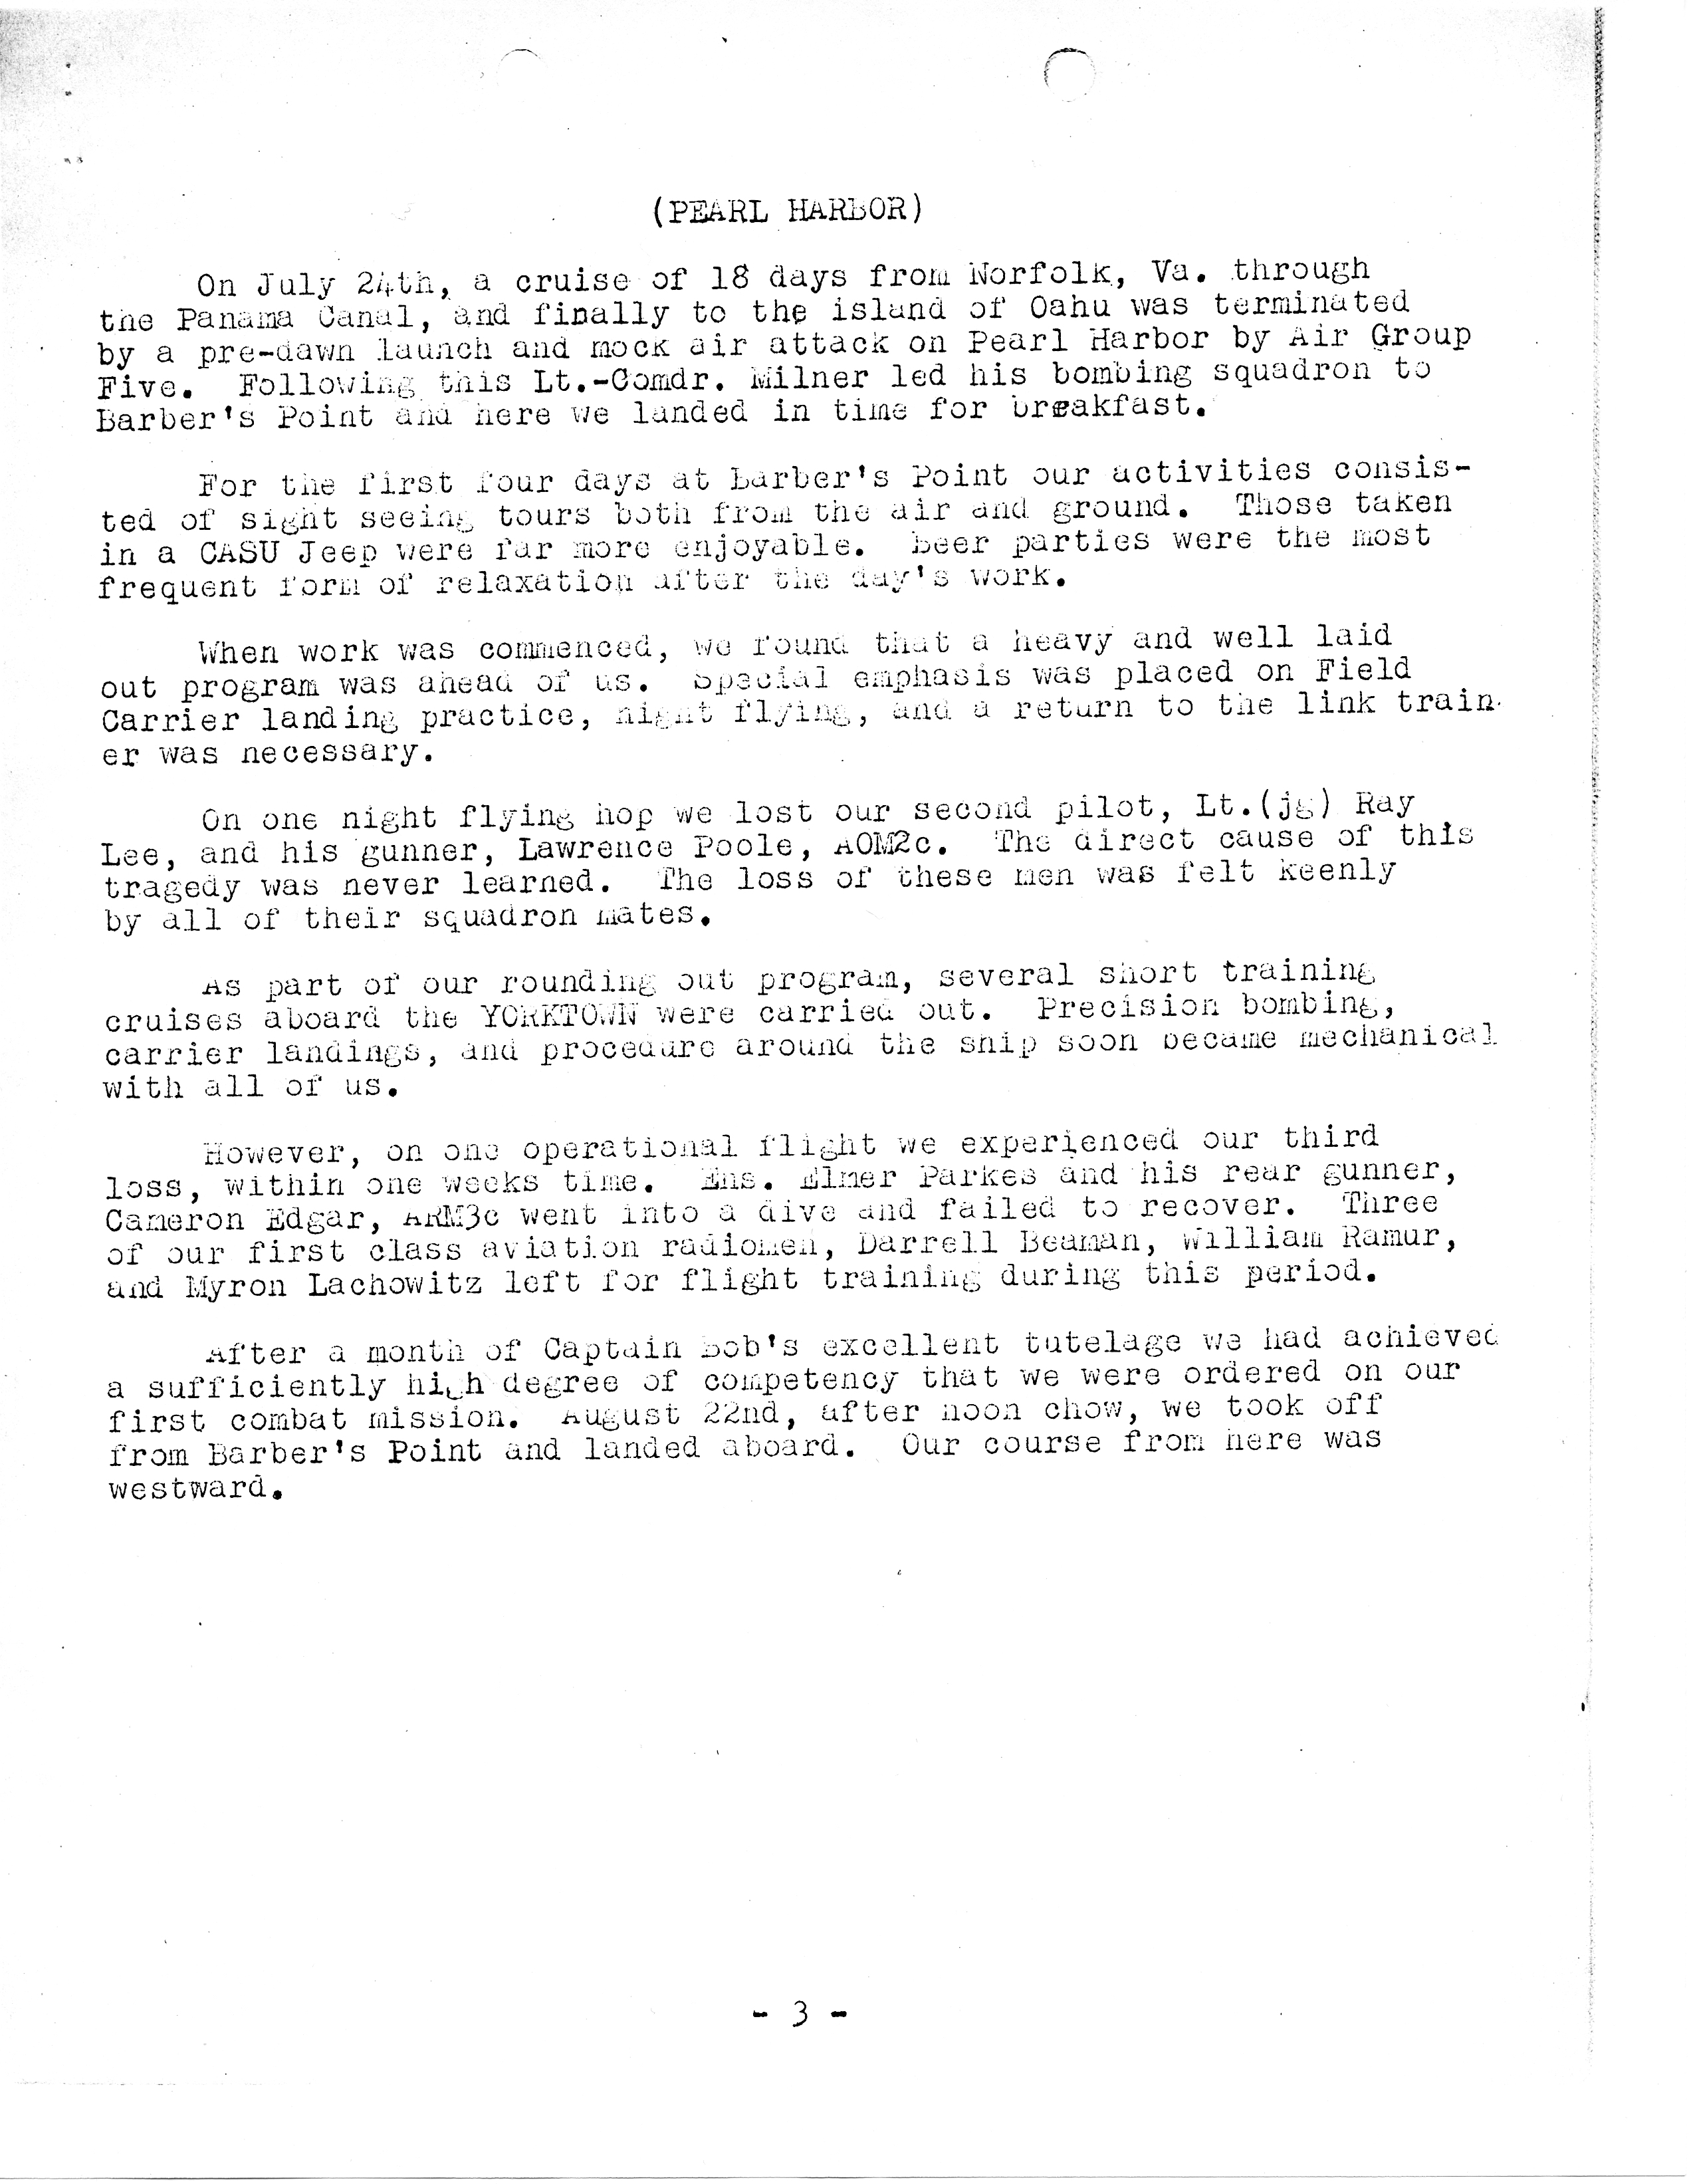 (PEARL HARBOR)
On July 24th, a cruise of 18 days from Norfolk, Va. through
the Panama Canal, and finally to the island of Oahu was terminated
by a pre-dawn launch and mock air attack on Pearl Harbor by Air Group
Five. Following this Lt.-Comdr. Milner led his bombing squadron to
Barber's Point and here we landed in time for breakfast.
For the first four days at Barber's Point our activities consis-
ted of sight seeing tours both from the air and ground. Those taken
in a CASU Jeep were far more enjoyable. Beer parties were the most
frequent form of relaxation after the day's work.
When work was commenced, we found that a heavy and well laid
out program was ahead of us. Special emphasis was placed on Field
Carrier landing practice, night flying, and a return to the link train-
er was necessary.
On one night flying hop we lost our second pilot, Lt.(jg) Ray
Lee, and his gunner, Lawrence Poole, AOM2c. The direct cause of this
tragedy was never learned. The loss of these men was felt keenly
by all of their squadron mates.
As part of our rounding out program, several short training
cruises aboard the YORKTOWN were carried out. Precision bombing,
carrier landings, and procedure around the ship soon became mechanical
with all of us.
However, on one operational flight we experienced our third
loss, within one weeks time. Ens. Elmer Parkes and his rear gunner,
Cameron Edgar, ARM3c went into a dive and failed to recover. Three
of our first class aviation radiomen, Darrell Beaman, William Ramur,
and Myron Lachowitz left for flight training during this period.
After a month of Captain Bob's excellent tutelage we had achieved
a sufficiently high degree of competency that we were ordered on our
first combat mission. August 22nd, after noon chow, we took off
from Barber's Point and landed aboard. Our course from here was
westward.
- 3 -